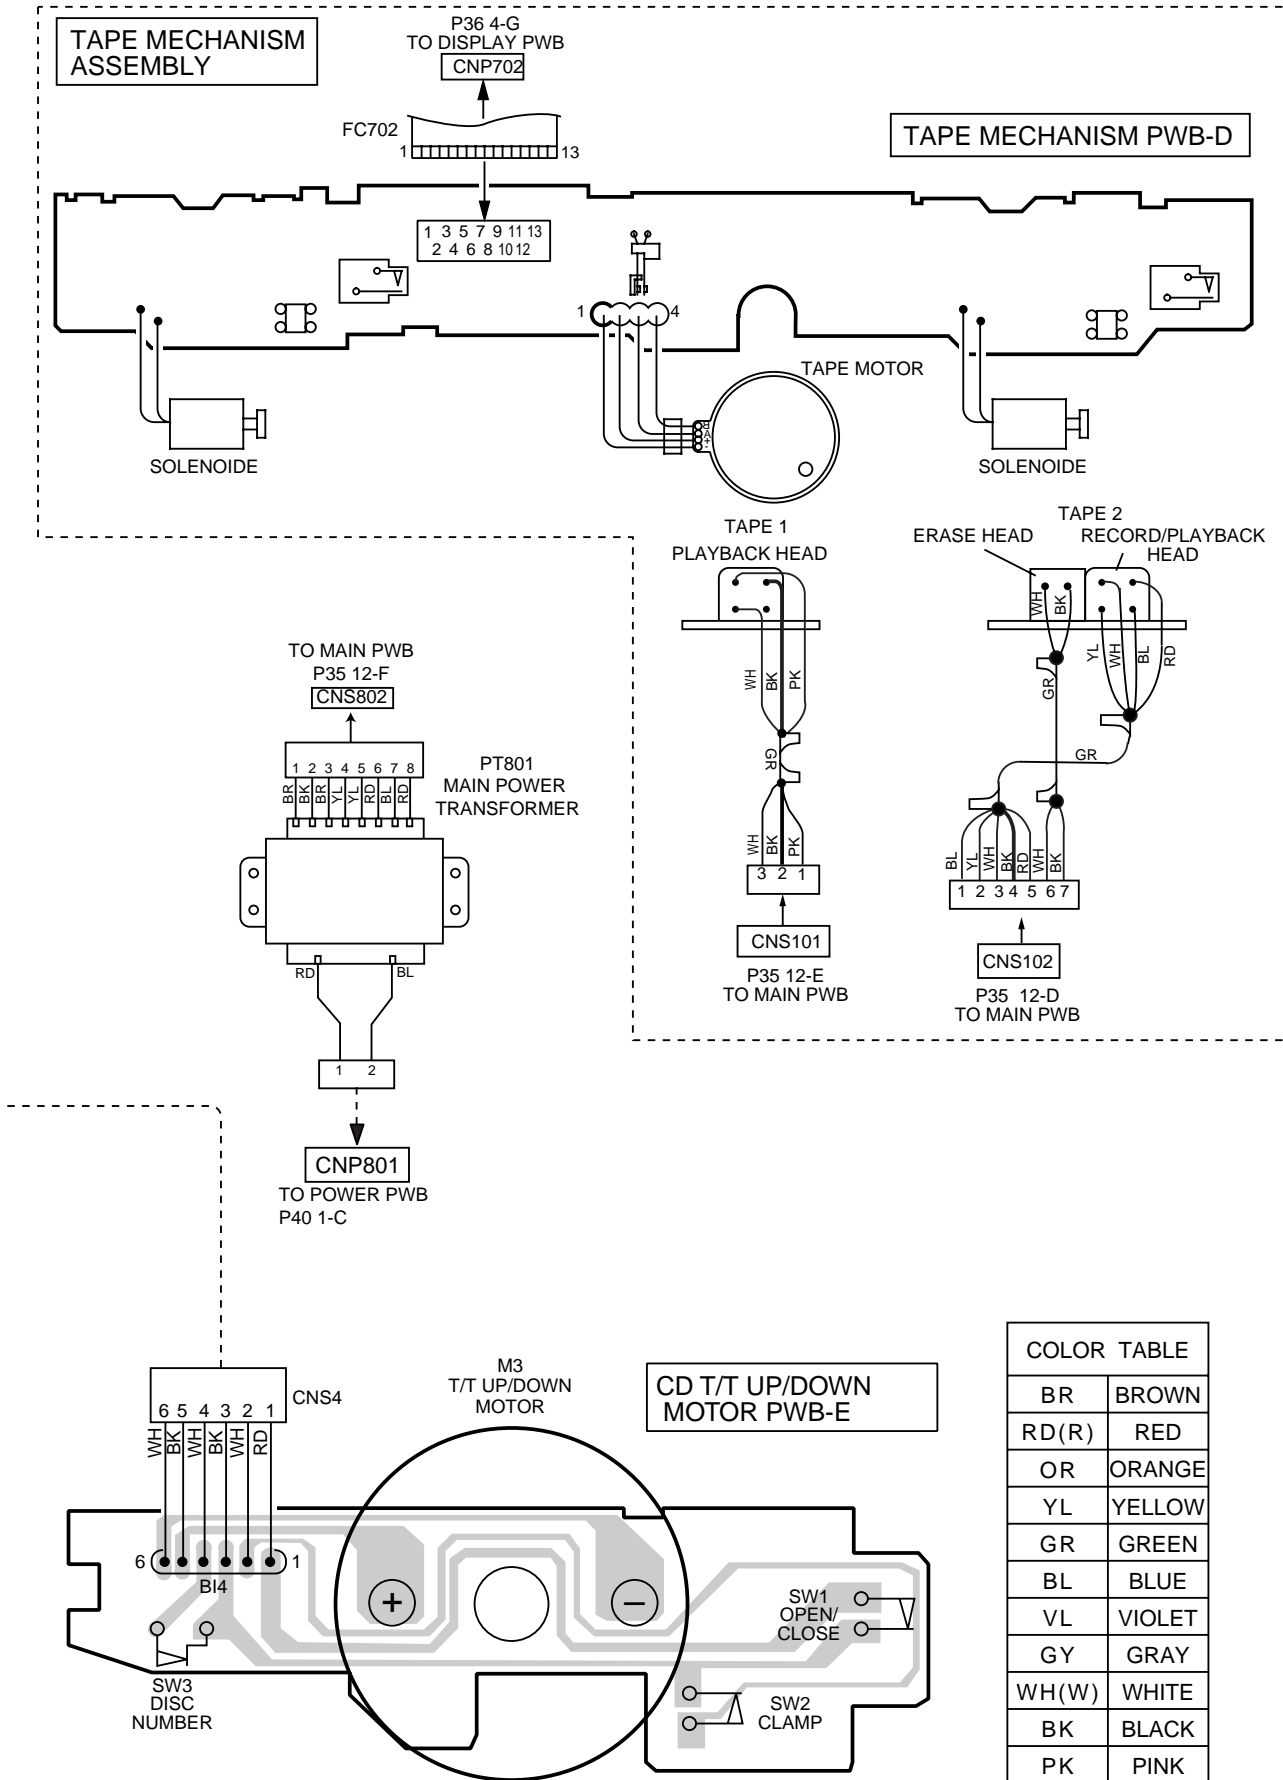 TAPE MECHANISM
ASSEMBLY
P36 4-G
TO DISPLAY PWB
CNP702
FC702
1
13
TAPE MECHANISM PWB-D
1 3 5 7 9 11 13
2 4 6 8 10 12
1
4
TAPE MOTOR
SOLENOIDE
SOLENOIDE
TAPE 1
PLAYBACK HEAD
WH
BK
PK
GR
WH
BK
PK
3 2 1
CNS101
P35 12-E
TO MAIN PWB
TAPE 2
ERASE HEAD
RECORD/PLAYBACK
HEAD
WH
BK
YL
WH
BL
RD
GR
GR
BL
YL
WH
BK
RD
WH
BK
1 2 3 4 5 6 7
CNS102
P35 12-D
TO MAIN PWB
TO MAIN PWB
P35 12-F
CNS802
1 2 3 4 5 6 7 8
BR
BK
BR
YL
YL
RD
BL
RD
PT801
MAIN POWER
TRANSFORMER
RD
BL
1 2
CNP801
TO POWER PWB
P40 1-C
CNS4
6 5 4 3 2 1
WH
BK
WH
BK
WH
RD
6
1
BI4
M3
T/T UP/DOWN
MOTOR
CD T/T UP/DOWN
MOTOR PWB-E
+
−
SW1
OPEN/
CLOSE
SW2
CLAMP
SW3
DISC
NUMBER
COLOR TABLE
BR BROWN
RD(R) RED
OR ORANGE
YL YELLOW
GR GREEN
BL BLUE
VL VIOLET
GY GRAY
WH(W) WHITE
BK BLACK
PK PINK